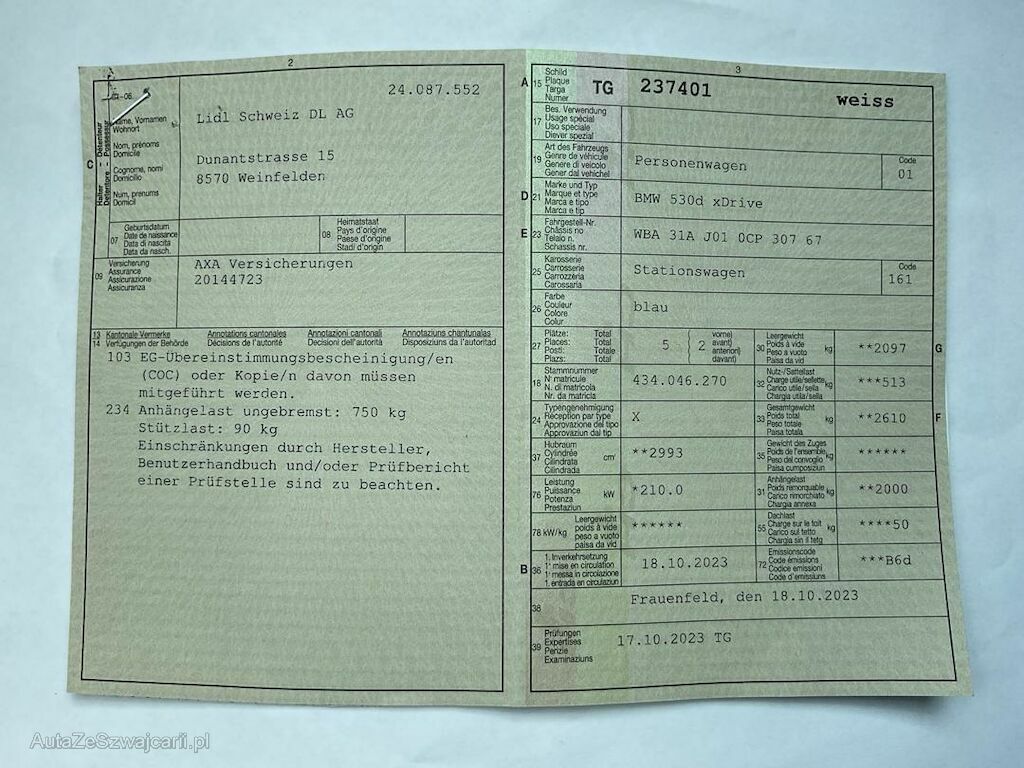 2
24.087.552
Lidl Schweiz DL AG
Dunantstrasse 15
8570 Weinfelden
C
Halter - Détenteur
Detentore - Possessur
Name, Vornamen
Wohnort
Nom, prénoms
Domicile
Cognome, nomi
Domicilio
Num, prenums
Domicil
07
Geburtsdatum
Date de naissance
Data di nascita
Data da nasch.
08
Heimatstaat
Pays d'origine
Paese d'origine
Stadi d'origin
09
Versicherung
Assurance
Assicurazione
Assicuranza
AXA Versicherungen
20144723
13 Kantonale Vermerke Annotations cantonales Annotazioni cantonali Annotaziuns chantunalas
14 Verfügungen der Behörde Décisions de l'autorité Decisioni dell'autorità Disposiziuns da l'autoritad
103 EG-Übereinstimmungsbescheinigung/en
(COC) oder Kopie/n davon müssen
mitgeführt werden.
234 Anhängelast ungebremst: 750 kg
Stützlast: 90 kg
Einschränkungen durch Hersteller,
Benutzerhandbuch und/oder Prüfbericht
einer Prüfstelle sind zu beachten.
3
A 15
Schild
Plaque
Targa
Numer
TG 237401 weiss
17
Bes. Verwendung
Usage spécial
Uso speciale
Diever spezial
19
Art des Fahrzeugs
Genre de véhicule
Genere di veicolo
Gener dal vehichel
Personenwagen
Code
01
D 21
Marke und Typ
Marque et type
Marca e tipo
Marca e tip
BMW 530d xDrive
E 23
Fahrgestell-Nr.
Châssis no
Telaio n.
Schassis nr.
WBA 31A J01 0CP 307 67
25
Karosserie
Carrosserie
Carrozzeria
Carossaria
Stationswagen
Code
161
26
Farbe
Couleur
Colore
Colur
blau
27
Plätze: Total
Places: Total
Posti: Totale
Plazs: Total
5 ( 2
vorne)
avant)
anteriori)
davant)
30
Leergewicht
Poids à vide
Peso a vuoto
Paisa da vid
kg
**2097
G
18
Stammnummer
N matricule
N. di matricola
Nr. da matricla
434.046.270
32
Nutz-/Sattellast
Charge utile/sellette
Carico utile/sella
Chargia utila/sella
kg
***513
24
Typengenehmigung
Réception par type
Approvazione del tipo
Approvaziun dal tip
X
33
Gesamtgewicht
Poids total
Peso totale
Paisa totala
kg
**2610
F
37
Hubraum
Cylindrée
Cilindrata
Cilindrada
cm³
**2993
35
Gewicht des Zuges
Poids de l'ensemble
Peso del convoglio
Paisa cumposiziun
kg
******
76
Leistung
Puissance
Potenza
Prestaziun
kW
*210.0
31
Anhängelast
Poids remorquable
Carico rimorchiato
Chargia annexa
kg
**2000
78 kW/kg
Leergewicht
poids à vide
peso a vuoto
paisa da vid
******
55
Dachlast
Charge sur le toit
Carico sul tetto
Chargia sin il tetg
kg
****50
B 36
1. Inverkehrsetzung
1ʳᵉ mise en circulation
1ª messa in circolazione
1. entrada en circulaziun
18.10.2023
72
Emissionscode
Code émissions
Codice emissioni
Code d'emissiuns
***B6d
38
Frauenfeld, den 18.10.2023
39
Prüfungen
Expertises
Perizie
Examinaziuns
17.10.2023 TG
AutaZeSzwajcarii.pl